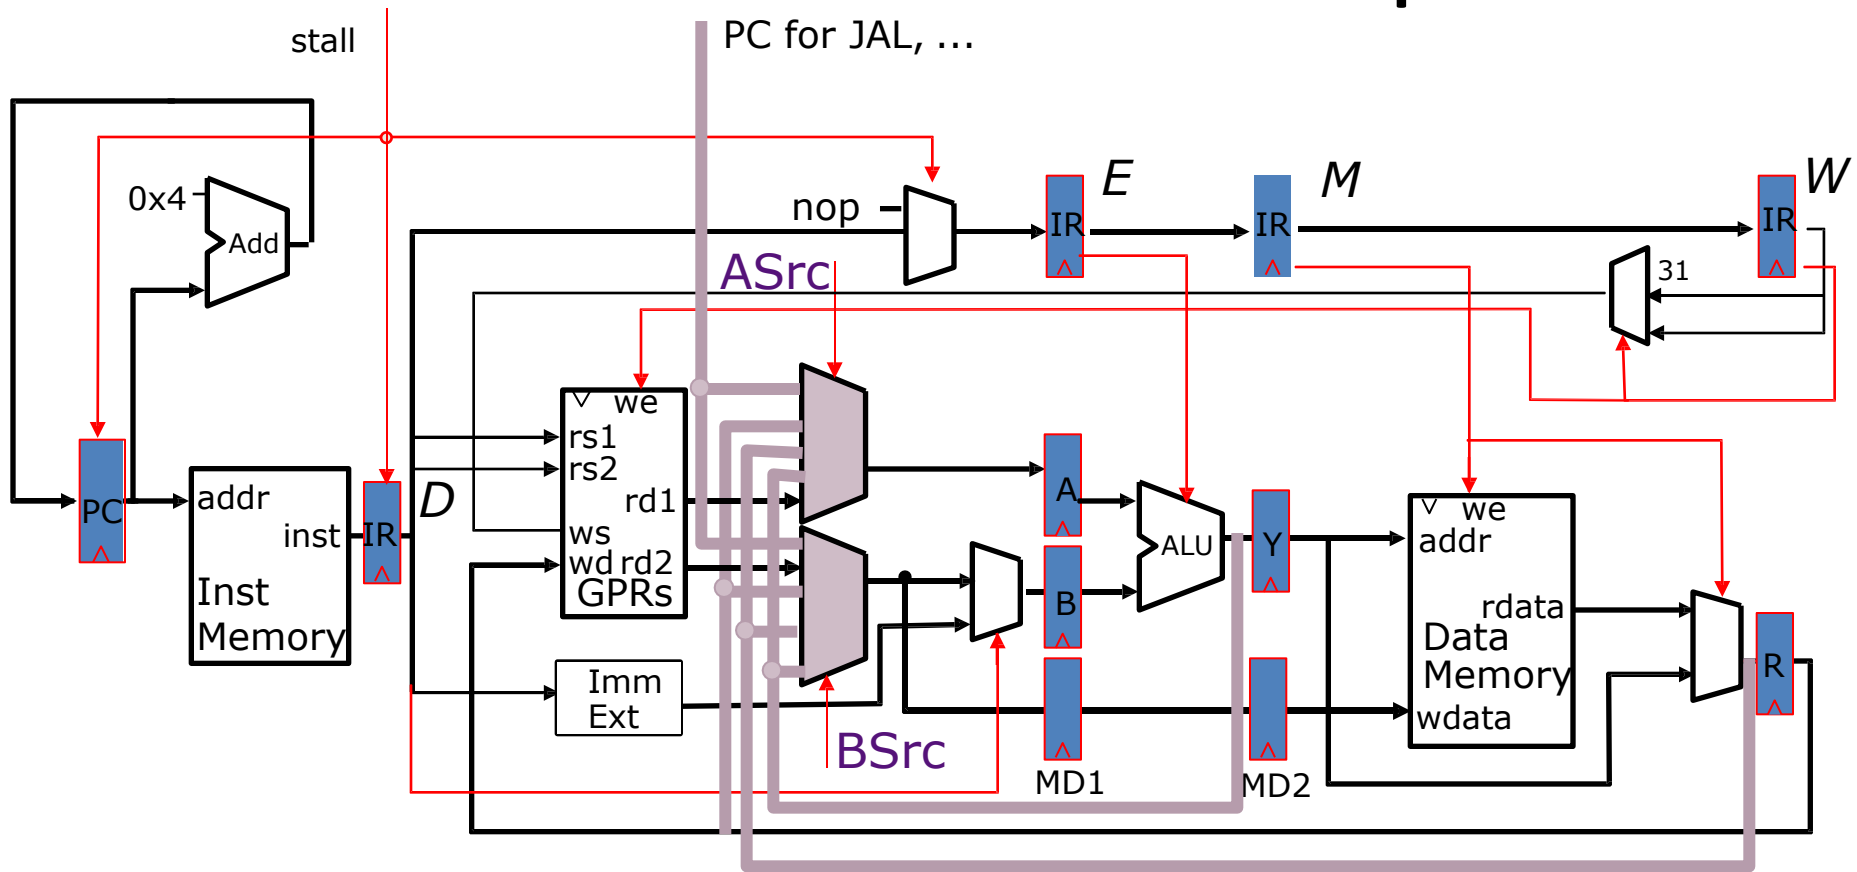 PC for JAL, ...
stall
E
M
W
0x4
nop
IR
IR
IR
Add
ASrc
31
we
rs1
rs2
rd1
ws
wd rd2
GPRs
A
PC
addr
inst
IR
D
Inst
Memory
B
ALU
Y
we
addr
rdata
Data
Memory
wdata
R
Imm
Ext
BSrc
MD1
MD2